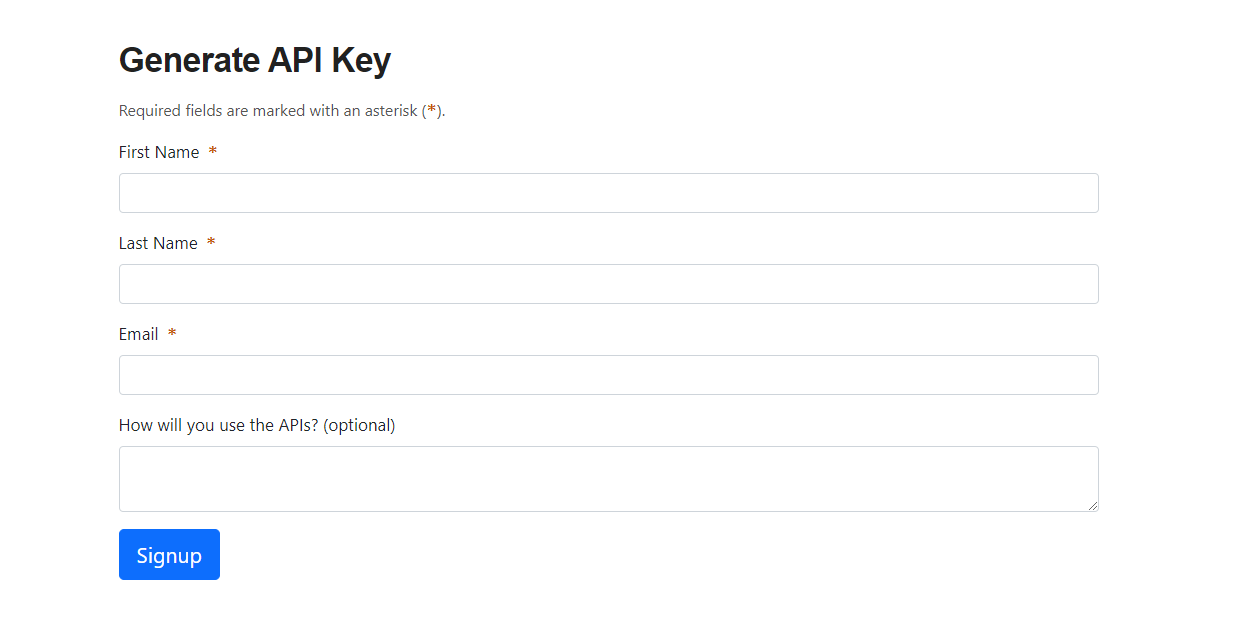 Generate API Key
Required fields are marked with an asterisk (*).
First Name *
Last Name *
Email *
How will you use the APIs? (optional)
Signup